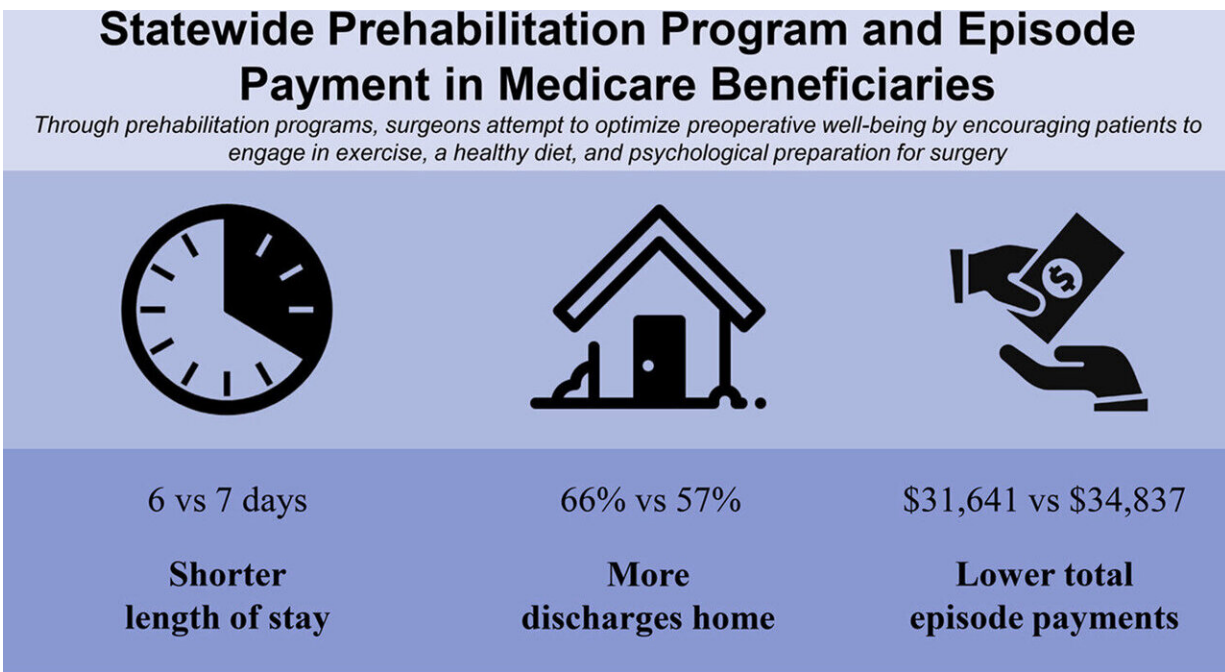 Statewide Prehabilitation Program and Episode
Payment in Medicare Beneficiaries
Through prehabilitation programs, surgeons attempt to optimize preoperative well-being by encouraging patients to
engage in exercise, a healthy diet, and psychological preparation for surgery
$
6 vs 7 days
Shorter
length of stay
66% vs 57%
More
discharges home
$31,641 vs $34,837
Lower total
episode payments